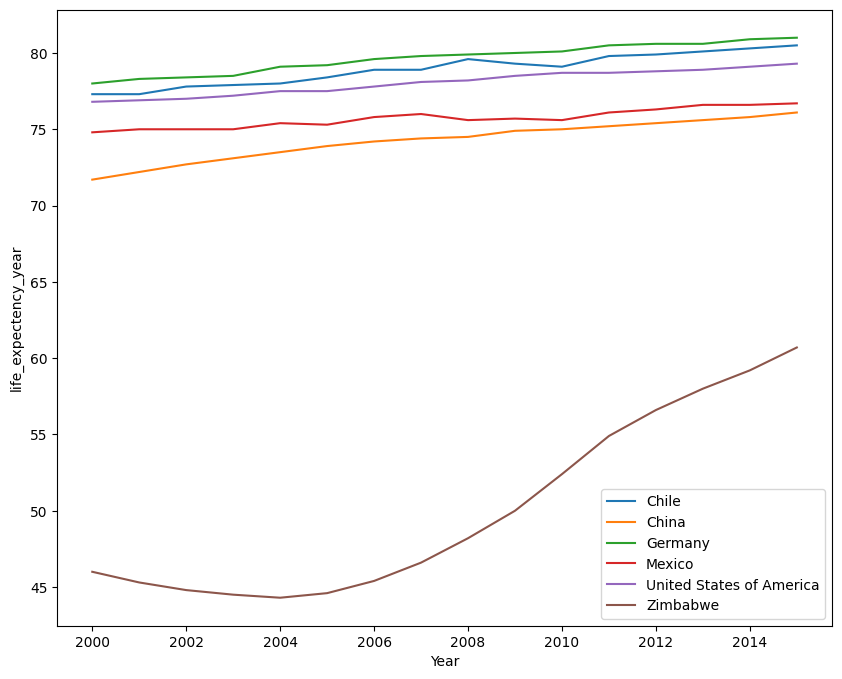 80
75
70
65
60
55
50
45
life_expectency_year
2000 2002 2004 2006 2008 2010 2012 2014
Year
Chile
China
Germany
Mexico
United States of America
Zimbabwe